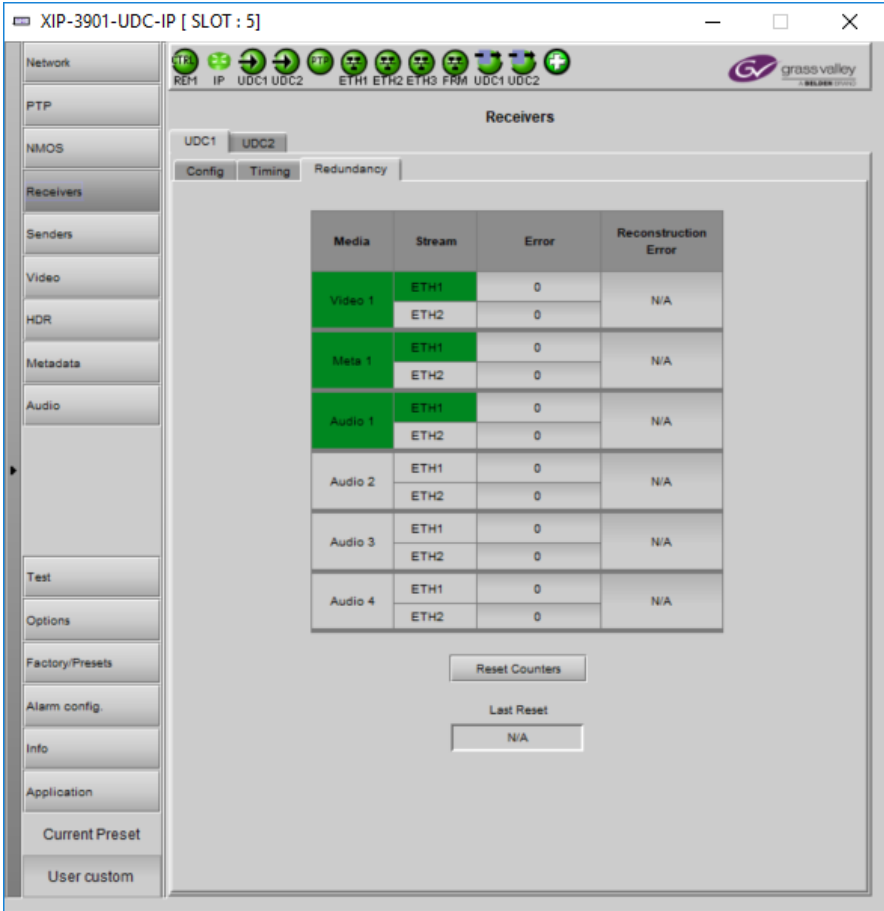 XIP-3901-UDC-IP [ SLOT : 5]
CTRL PTP
REM IP UDC1 UDC2 ETH1 ETH2 ETH3 FRM UDC1 UDC2
GV grass valley
A BELDEN BRAND
Network
PTP
NMOS
Receivers
Senders
Video
HDR
Metadata
Audio
Test
Options
Factory/Presets
Alarm config.
Info
Application
Current Preset
User custom
Receivers
UDC1 UDC2
Config Timing Redundancy
Media Stream Error Reconstruction Error
Video 1 ETH1 0 N/A
ETH2 0
Meta 1 ETH1 0 N/A
ETH2 0
Audio 1 ETH1 0 N/A
ETH2 0
Audio 2 ETH1 0 N/A
ETH2 0
Audio 3 ETH1 0 N/A
ETH2 0
Audio 4 ETH1 0 N/A
ETH2 0
Reset Counters
Last Reset
N/A